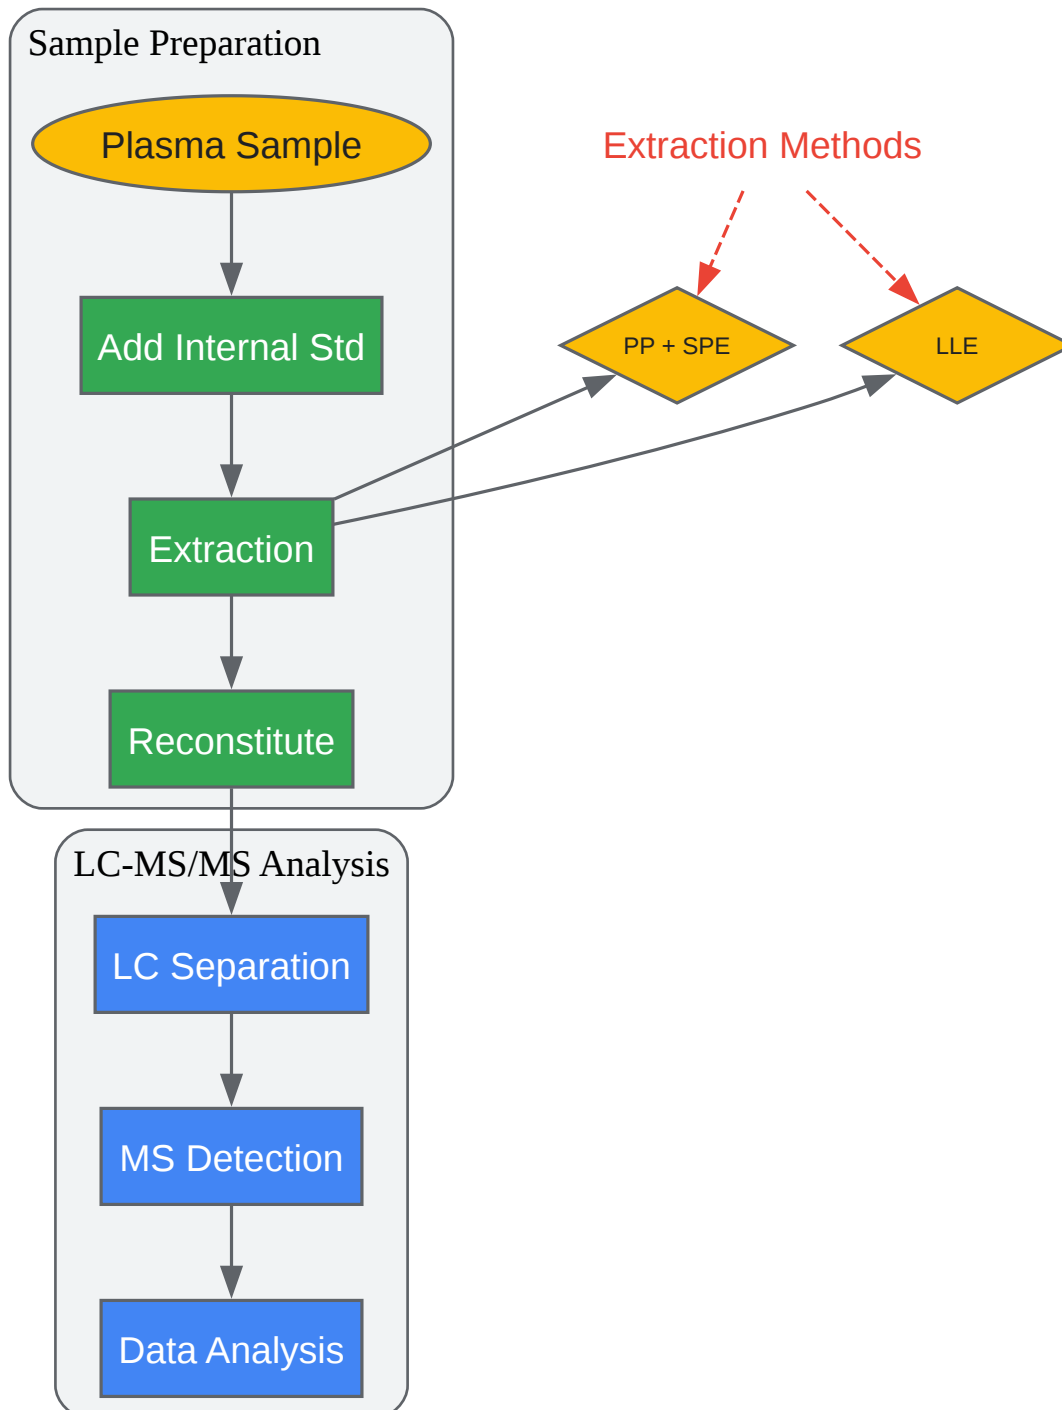 Sample Preparation
Plasma Sample
Extraction Methods
Add Internal Std
PP + SPE
LLE
Extraction
Reconstitute
LC-MS/MS Analysis
LC Separation
MS Detection
Data Analysis